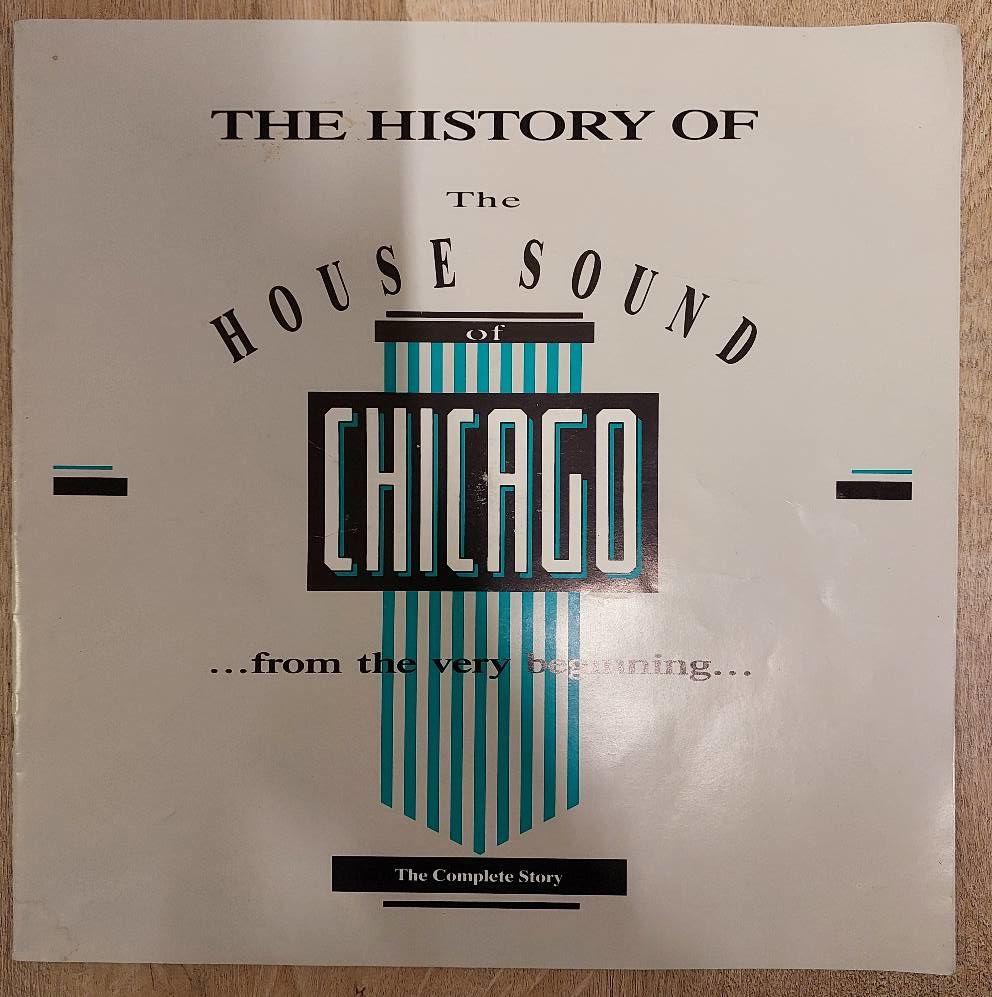 THE HISTORY OF
The
HOUSE SOUND
of
CHICAGO
...from the very beginning...
The Complete Story